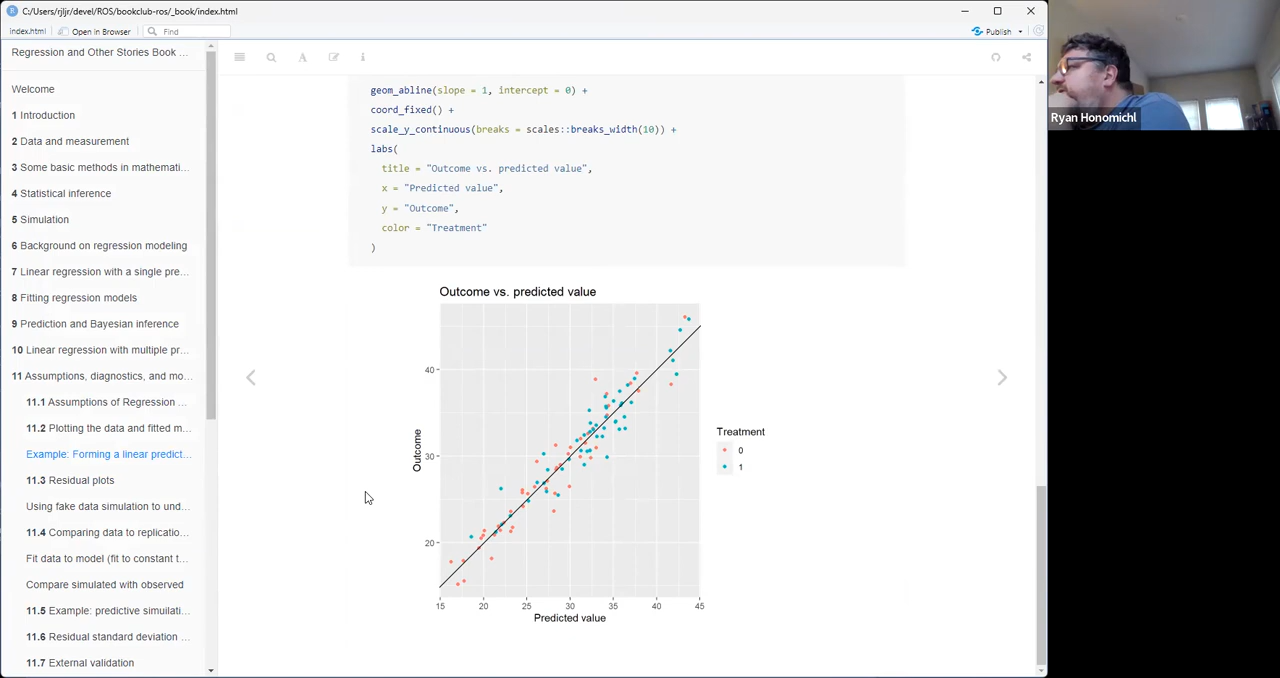 C:/Users/rjljr/devel/ROS/bookclub-ros/_book/index.html
index.html
Open in Browser
Find
Publish
Regression and Other Stories Book ...
Welcome
1 Introduction
2 Data and measurement
3 Some basic methods in mathemati...
4 Statistical inference
5 Simulation
6 Background on regression modeling
7 Linear regression with a single pre...
8 Fitting regression models
9 Prediction and Bayesian inference
10 Linear regression with multiple pr...
11 Assumptions, diagnostics, and mo...
11.1 Assumptions of Regression ...
11.2 Plotting the data and fitted m...
Example: Forming a linear predict...
11.3 Residual plots
Using fake data simulation to und...
11.4 Comparing data to replicatio...
Fit data to model (fit to constant t...
Compare simulated with observed
11.5 Example: predictive simulati...
11.6 Residual standard deviation ...
11.7 External validation
geom_abline(slope = 1, intercept = 0) +
coord_fixed() +
scale_y_continuous(breaks = scales::breaks_width(10)) +
labs(
title = "Outcome vs. predicted value",
x = "Predicted value",
y = "Outcome",
color = "Treatment"
)
Outcome vs. predicted value
Outcome
40
30
20
15 20 25 30 35 40 45
Predicted value
Treatment
0
1
Ryan Honomichl